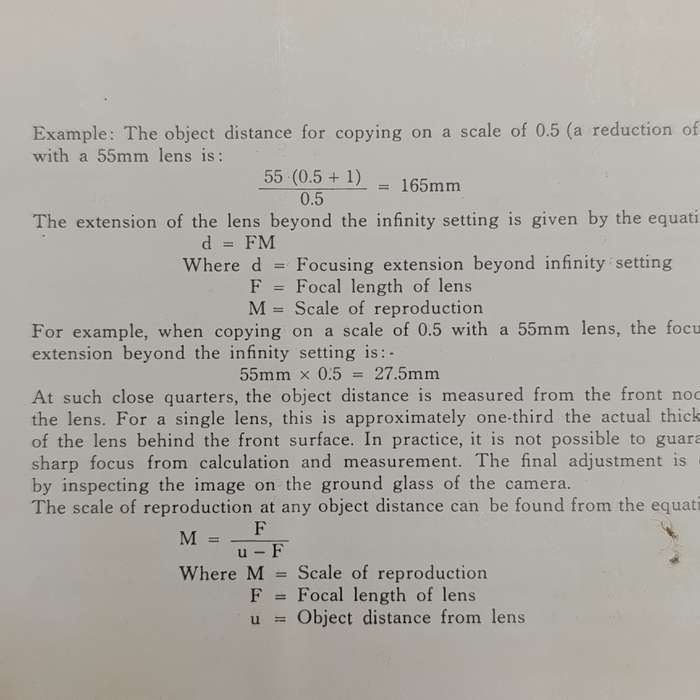 Example: The object distance for copying on a scale of 0.5 (a reduction of
with a 55mm lens is:
55 (0.5 + 1)
0.5
= 165mm
The extension of the lens beyond the infinity setting is given by the equati
d = FM
Where d = Focusing extension beyond infinity setting
F = Focal length of lens
M = Scale of reproduction
For example, when copying on a scale of 0.5 with a 55mm lens, the focu
extension beyond the infinity setting is:-
55mm × 0.5 = 27.5mm
At such close quarters, the object distance is measured from the front nod
the lens. For a single lens, this is approximately one-third the actual thick
of the lens behind the front surface. In practice, it is not possible to guara
sharp focus from calculation and measurement. The final adjustment is
by inspecting the image on the ground glass of the camera.
The scale of reproduction at any object distance can be found from the equati
M =
F
u – F
Where M = Scale of reproduction
F = Focal length of lens
u = Object distance from lens